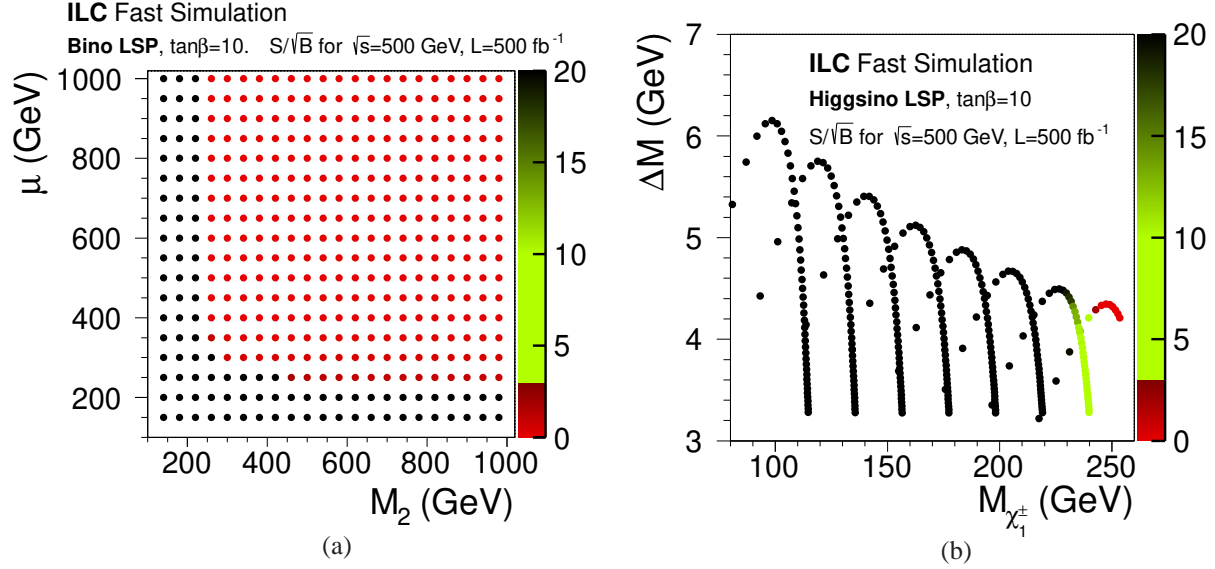 ILC Fast Simulation
Bino LSP, tanβ=10. S/√B for √s=500 GeV, L=500 fb⁻¹
μ (GeV)
1000
800
600
400
200
200 400 600 800 1000
M₂ (GeV)
20
15
10
5
0
(a)
ILC Fast Simulation
Higgsino LSP, tanβ=10
S/√B for √s=500 GeV, L=500 fb⁻¹
ΔM (GeV)
7
6
5
4
3
100 150 200 250
M_χ₁^± (GeV)
20
15
10
5
0
(b)